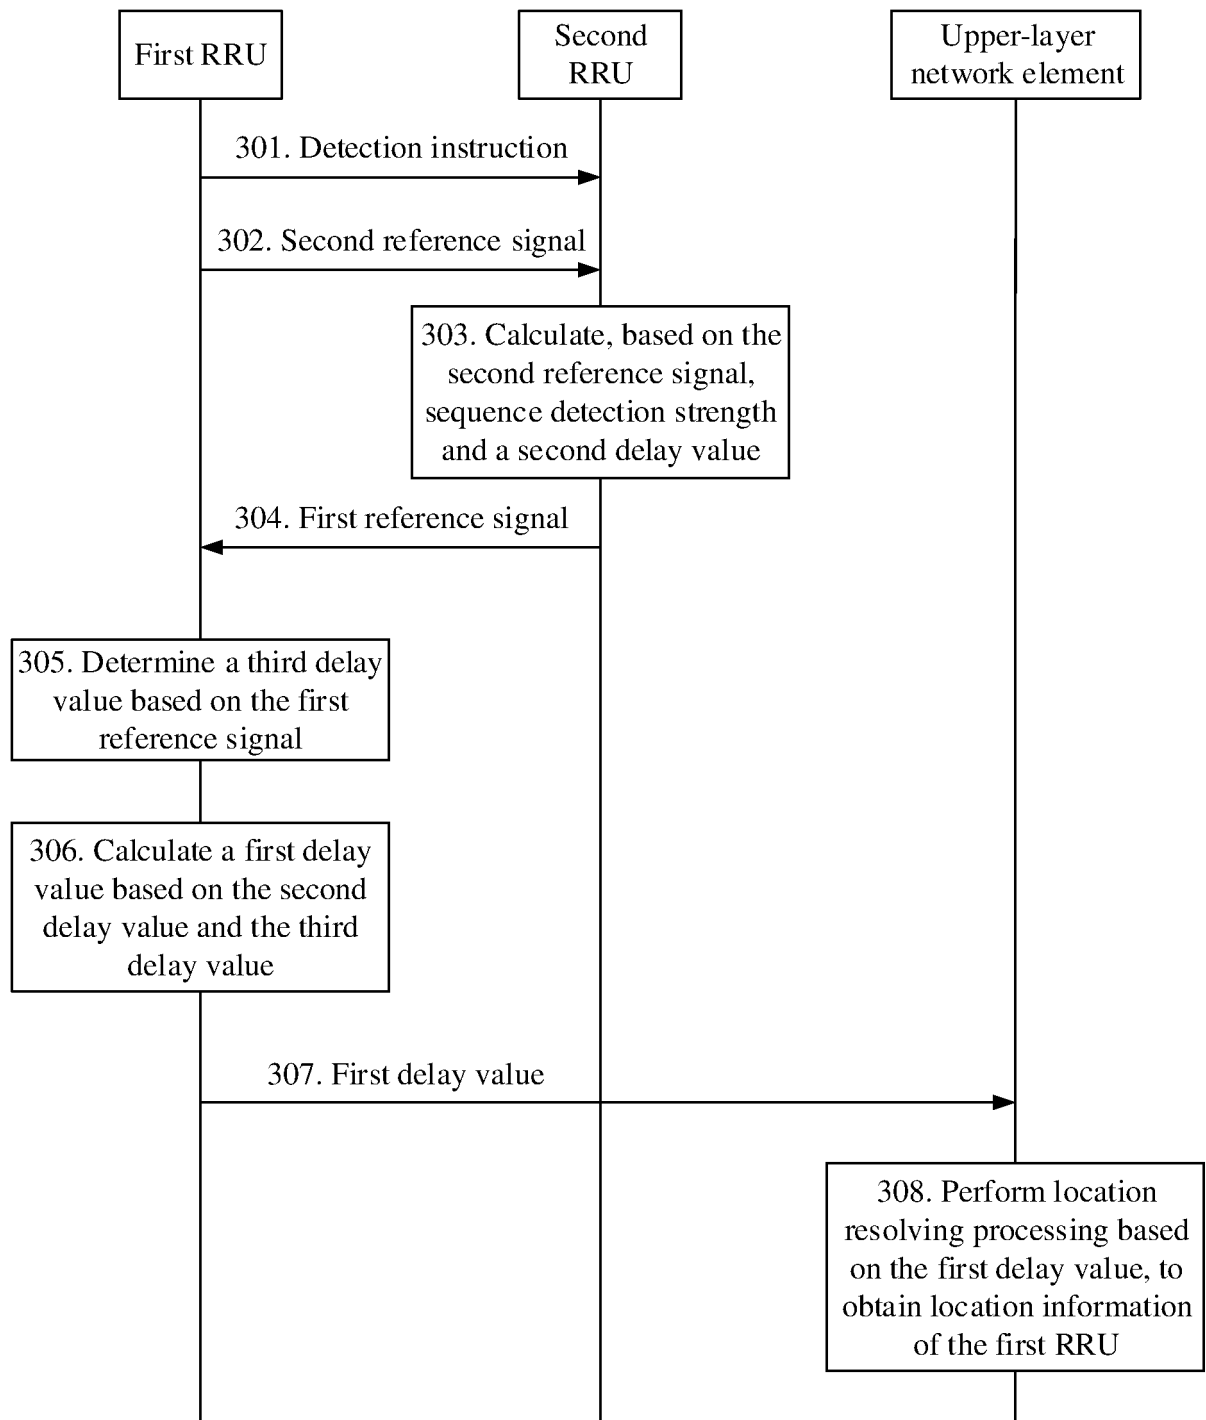 First RRU
Second
RRU
Upper-layer
network element
301. Detection instruction
302. Second reference signal
303. Calculate, based on the
second reference signal,
sequence detection strength
and a second delay value
304. First reference signal
305. Determine a third delay
value based on the first
reference signal
306. Calculate a first delay
value based on the second
delay value and the third
delay value
307. First delay value
308. Perform location
resolving processing based
on the first delay value, to
obtain location information
of the first RRU